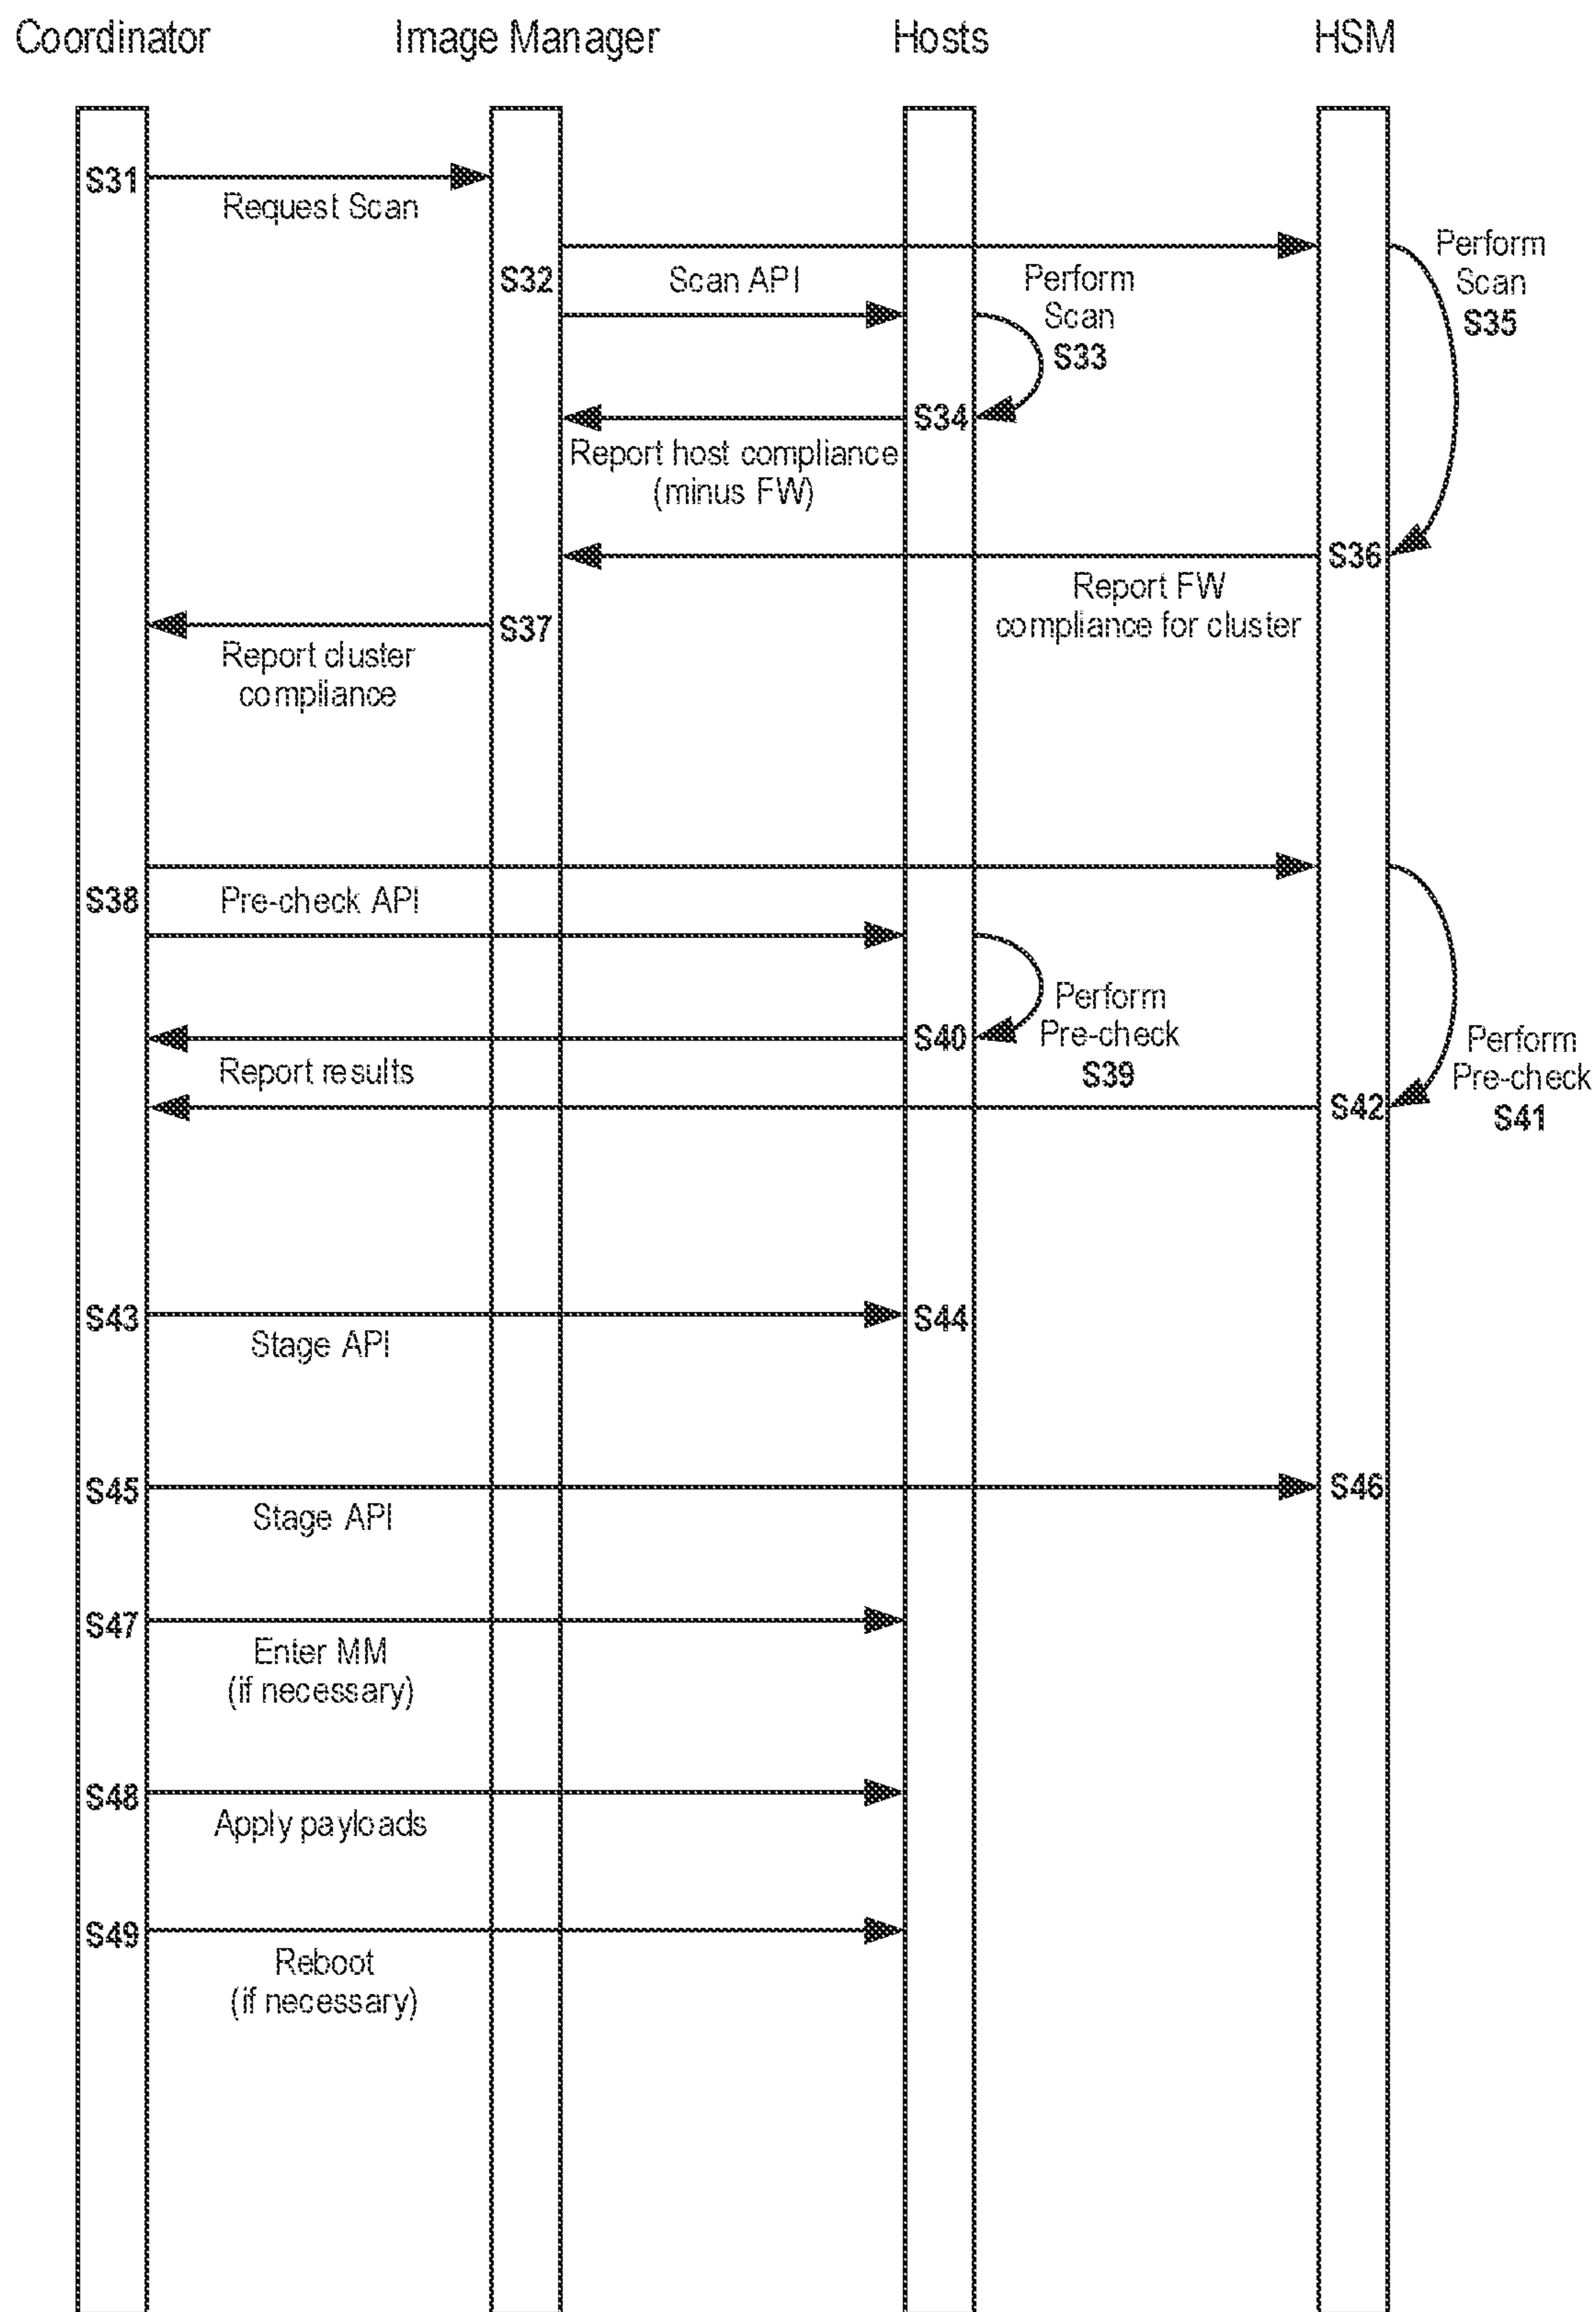 Coordinator
Image Manager
Hosts
HSM
S31
Request Scan
S32
Scan API
Perform
Scan
S33
Perform
Scan
S35
S34
Report host compliance
(minus FW)
S36
Report FW
compliance for cluster
S37
Report cluster
compliance
S38
Pre-check API
S40
Perform
Pre-check
S39
Report results
S42
Perform
Pre-check
S41
S43
Stage API
S44
S45
Stage API
S46
S47
Enter MM
(if necessary)
S48
Apply payloads
S49
Reboot
(if necessary)